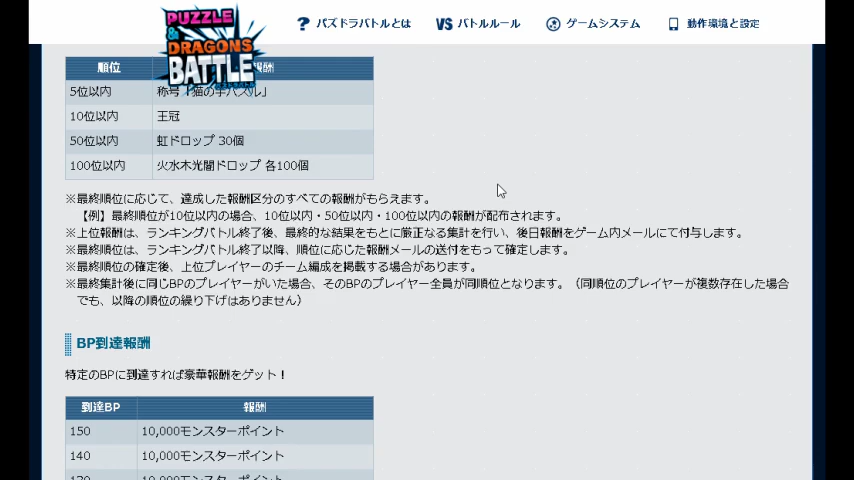 PUZZLE & DRAGONS BATTLE
パズドラバトルとは
VS バトルルール
ゲームシステム
動作環境と設定
順位 報酬
5位以内 称号「猫の手パズル」
10位以内 王冠
50位以内 虹ドロップ 30個
100位以内 火水木光闇ドロップ 各100個
※最終順位に応じて、達成した報酬区分のすべての報酬がもらえます。
【例】最終順位が10位以内の場合、10位以内・50位以内・100位以内の報酬が配布されます。
※上位報酬は、ランキングバトル終了後、最終的な結果をもとに厳正なる集計を行い、後日報酬をゲーム内メールにて付与します。
※最終順位は、ランキングバトル終了以降、順位に応じた報酬メールの送付をもって確定します。
※最終順位の確定後、上位プレイヤーのチーム編成を掲載する場合があります。
※最終集計後に同じBPのプレイヤーがいた場合、そのBPのプレイヤー全員が同順位となります。（同順位のプレイヤーが複数存在した場合
でも、以降の順位の繰り下げはありません）
BP到達報酬
特定のBPに到達すれば豪華報酬をゲット！
到達BP 報酬
150 10,000モンスターポイント
140 10,000モンスターポイント
130 10,000モンスターポイント